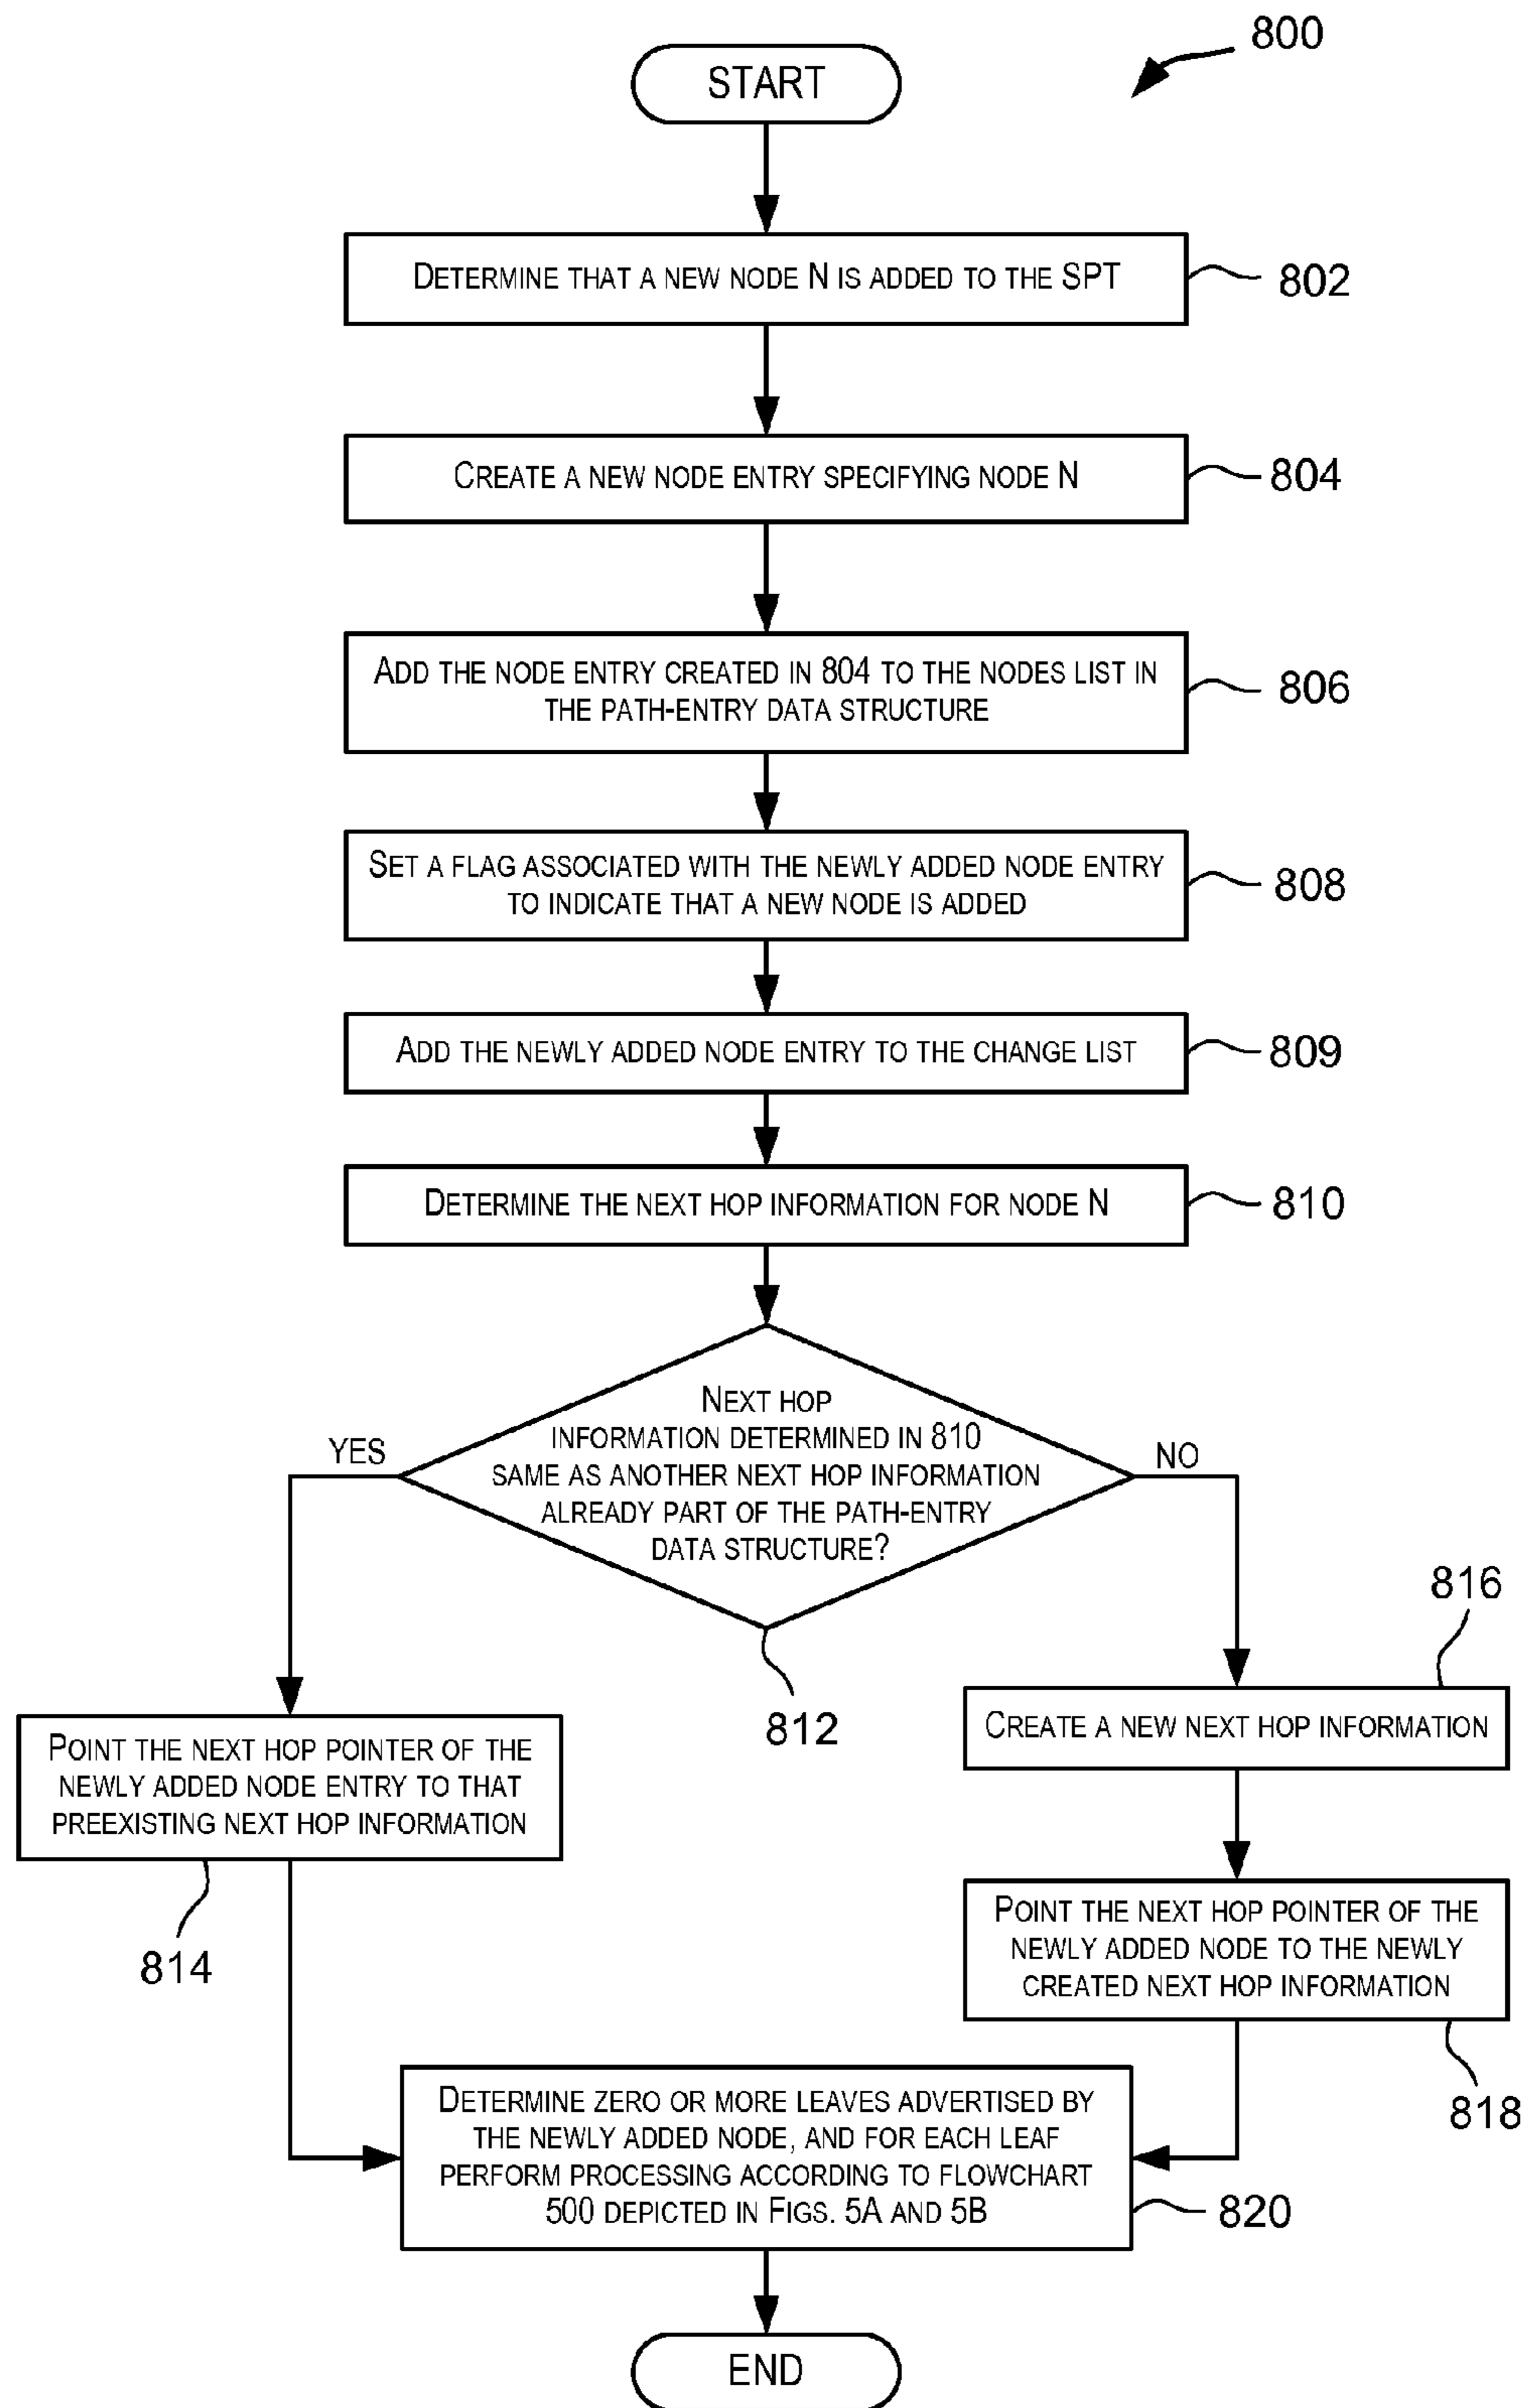 800
START
Determine that a new node N is added to the SPT
802
Create a new node entry specifying node N
804
Add the node entry created in 804 to the nodes list in
the path-entry data structure
806
Set a flag associated with the newly added node entry
to indicate that a new node is added
808
Add the newly added node entry to the change list
809
Determine the next hop information for node N
810
Next hop
information determined in 810
same as another next hop information
already part of the path-entry
data structure?
YES
NO
812
816
Create a new next hop information
Point the next hop pointer of the
newly added node entry to that
preexisting next hop information
814
Point the next hop pointer of the
newly added node to the newly
created next hop information
818
Determine zero or more leaves advertised by
the newly added node, and for each leaf
perform processing according to flowchart
500 depicted in Figs. 5A and 5B
820
END